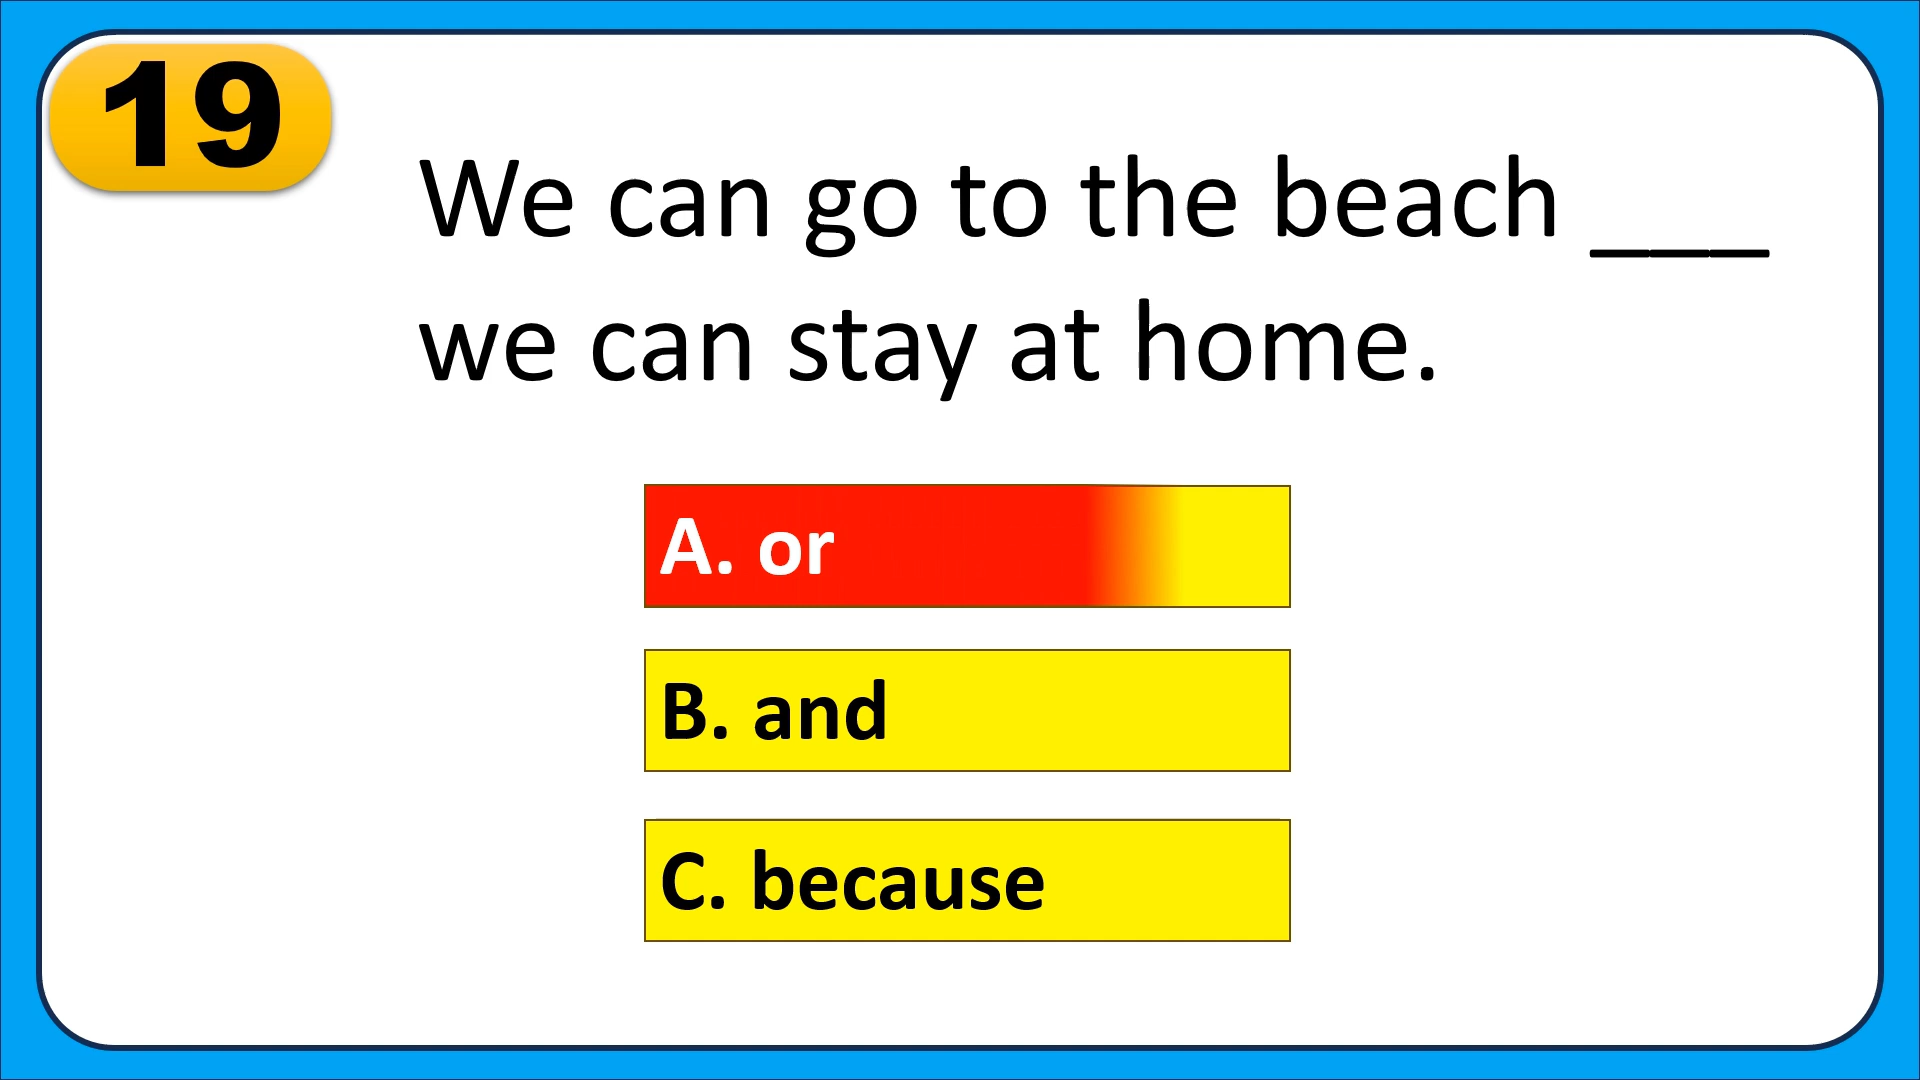 19
We can go to the beach ___
we can stay at home.
A. or
B. and
C. because